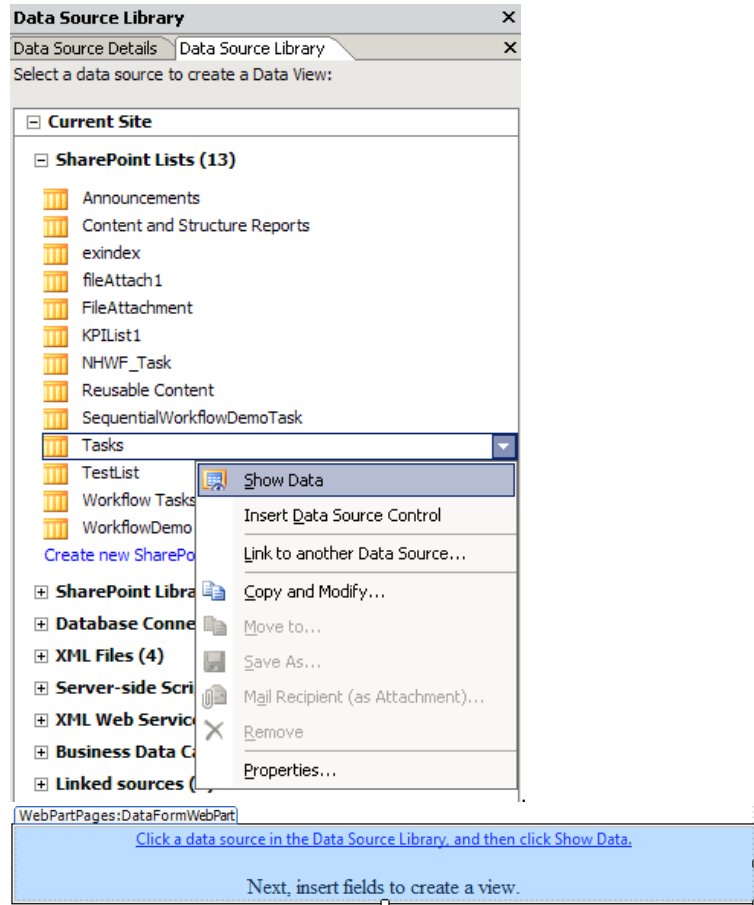 Data Source Library
Data Source Details Data Source Library
Select a data source to create a Data View:
Current Site
SharePoint Lists (13)
Announcements
Content and Structure Reports
exindex
fileAttach1
FileAttachment
KPIList1
NHWF_Task
Reusable Content
SequentialWorkflowDemoTask
Tasks
TestList
Show Data
Workflow Tasks
Insert Data Source Control
WorkflowDemo
Create new SharePo
Link to another Data Source...
SharePoint Libra
Copy and Modify...
Database Conne
Move to...
XML Files (4)
Save As...
Server-side Scri
Mail Recipient (as Attachment)...
XML Web Servic
Remove
Business Data Ca
Properties...
Linked sources (
WebPartPages:DataFormWebPart
Click a data source in the Data Source Library, and then click Show Data.
Next, insert fields to create a view.